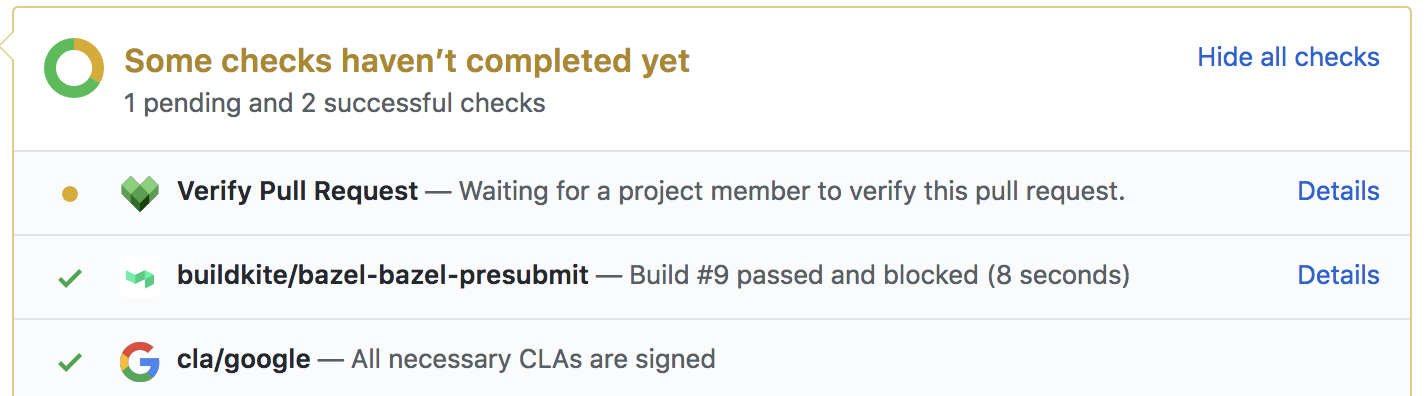 Some checks haven’t completed yet Hide all checks
1 pending and 2 successful checks
Verify Pull Request — Waiting for a project member to verify this pull request. Details
buildkite/bazel-bazel-presubmit — Build #9 passed and blocked (8 seconds) Details
cla/google — All necessary CLAs are signed